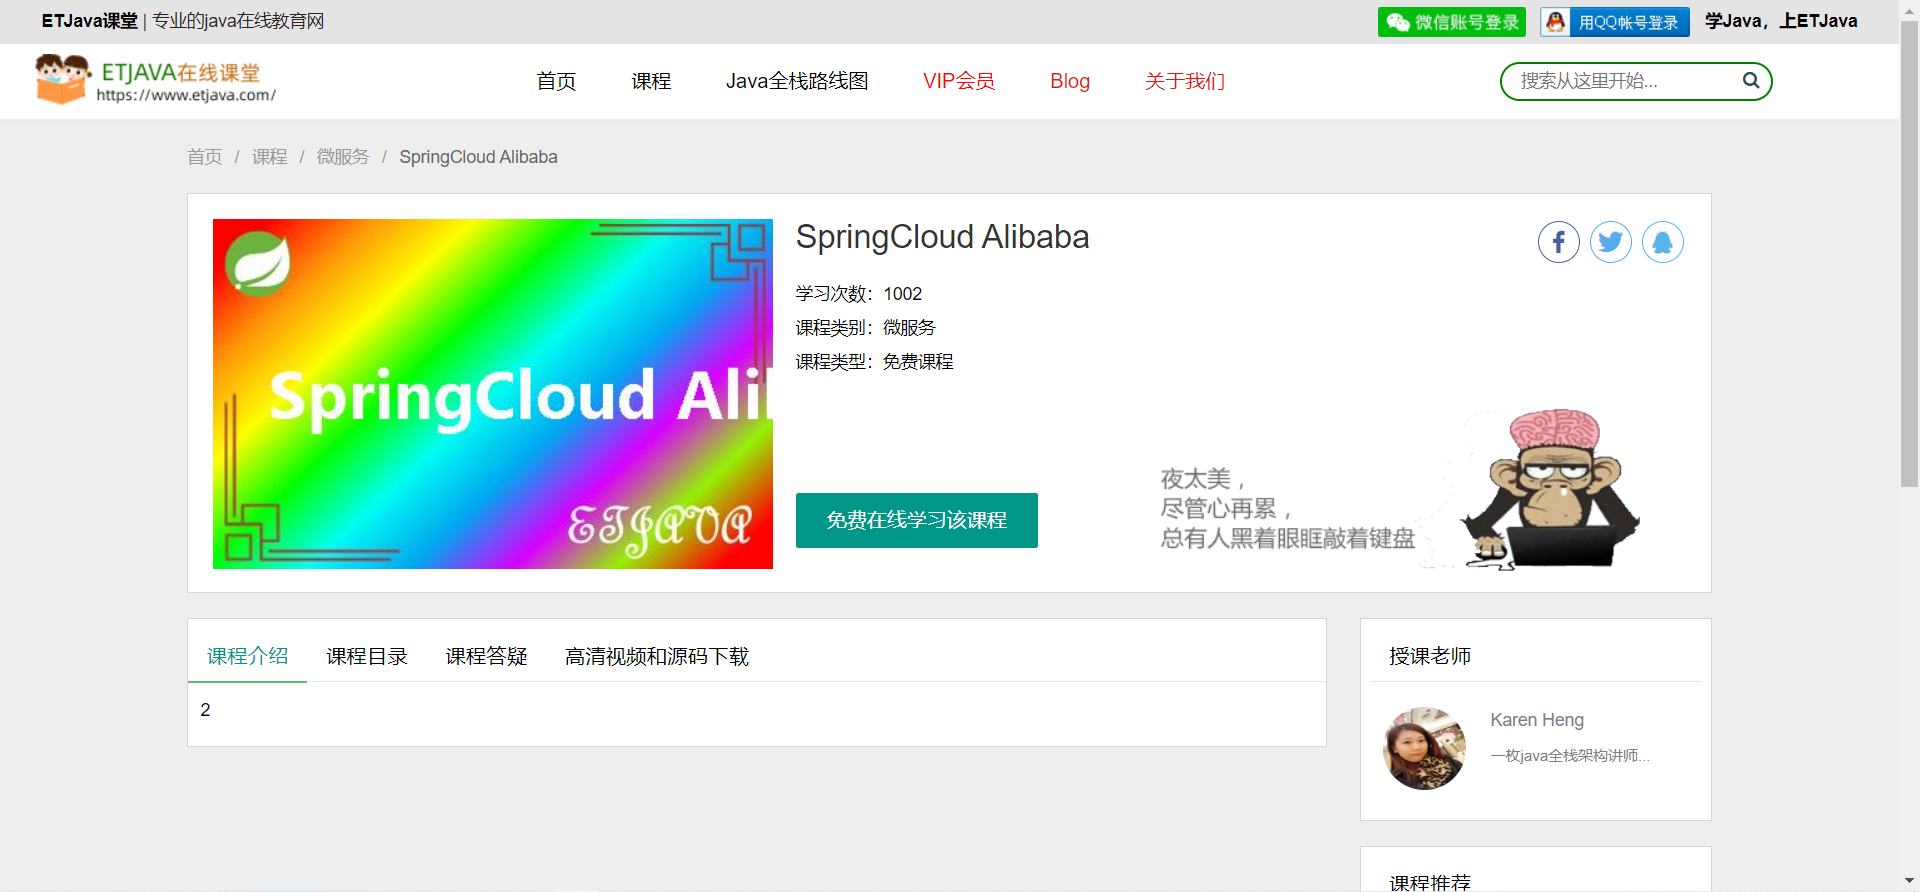 ETJava课堂 | 专业的java在线教育网
微信账号登录
用QQ帐号登录
学Java，上ETJava
ETJAVA在线课堂
https://www.etjava.com/
首页
课程
Java全栈路线图
VIP会员
Blog
关于我们
搜索从这里开始...
首页 / 课程 / 微服务 / SpringCloud Alibaba
SpringCloud Ali
ETJAVA
SpringCloud Alibaba
学习次数：1002
课程类别：微服务
课程类型：免费课程
免费在线学习该课程
夜太美，
尽管心再累，
总有人黑着眼眶敲着键盘
课程介绍
课程目录
课程答疑
高清视频和源码下载
2
授课老师
Karen Heng
一枚java全栈架构讲师...
课程推荐